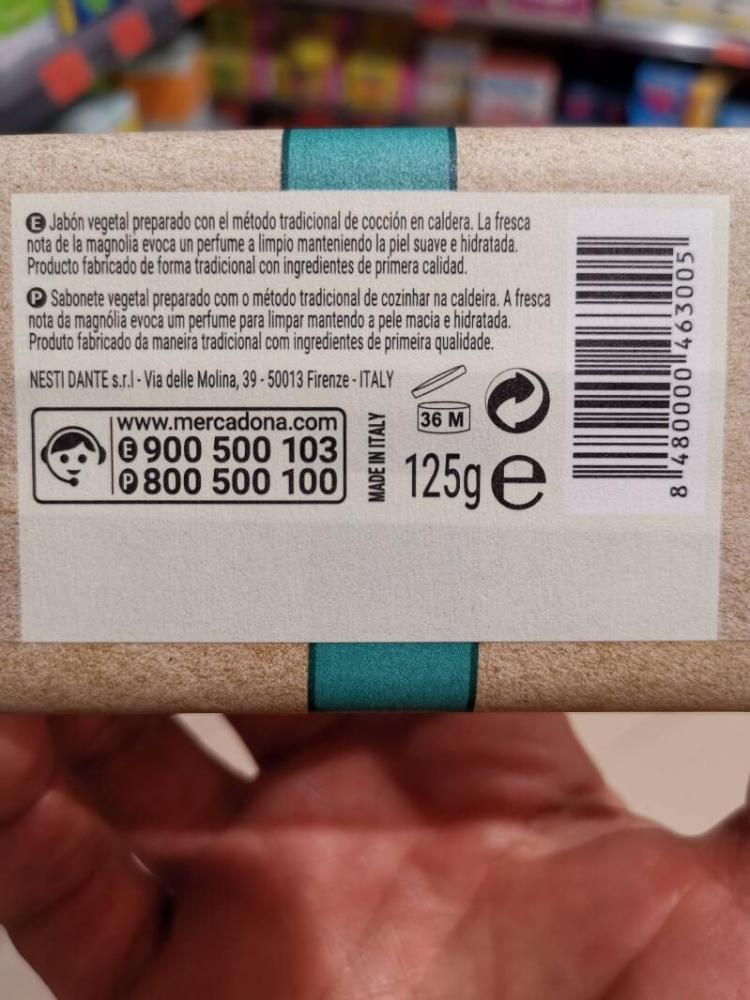 E Jabón vegetal preparado con el método tradicional de cocción en caldera. La fresca
nota de la magnolia evoca un perfume a limpio manteniendo la piel suave e hidratada.
Producto fabricado de forma tradicional con ingredientes de primera calidad.
P Sabonete vegetal preparado com o método tradicional de cozinhar na caldeira. A fresca
nota da magnólia evoca um perfume para limpar mantendo a pele macia e hidratada.
Produto fabricado da maneira tradicional com ingredientes de primeira qualidade.
NESTI DANTE s.r.l - Via delle Molina, 39 - 50013 Firenze - ITALY
www.mercadona.com
E 900 500 103
P 800 500 100
MADE IN ITALY
36 M
125g e
8 480000 463005